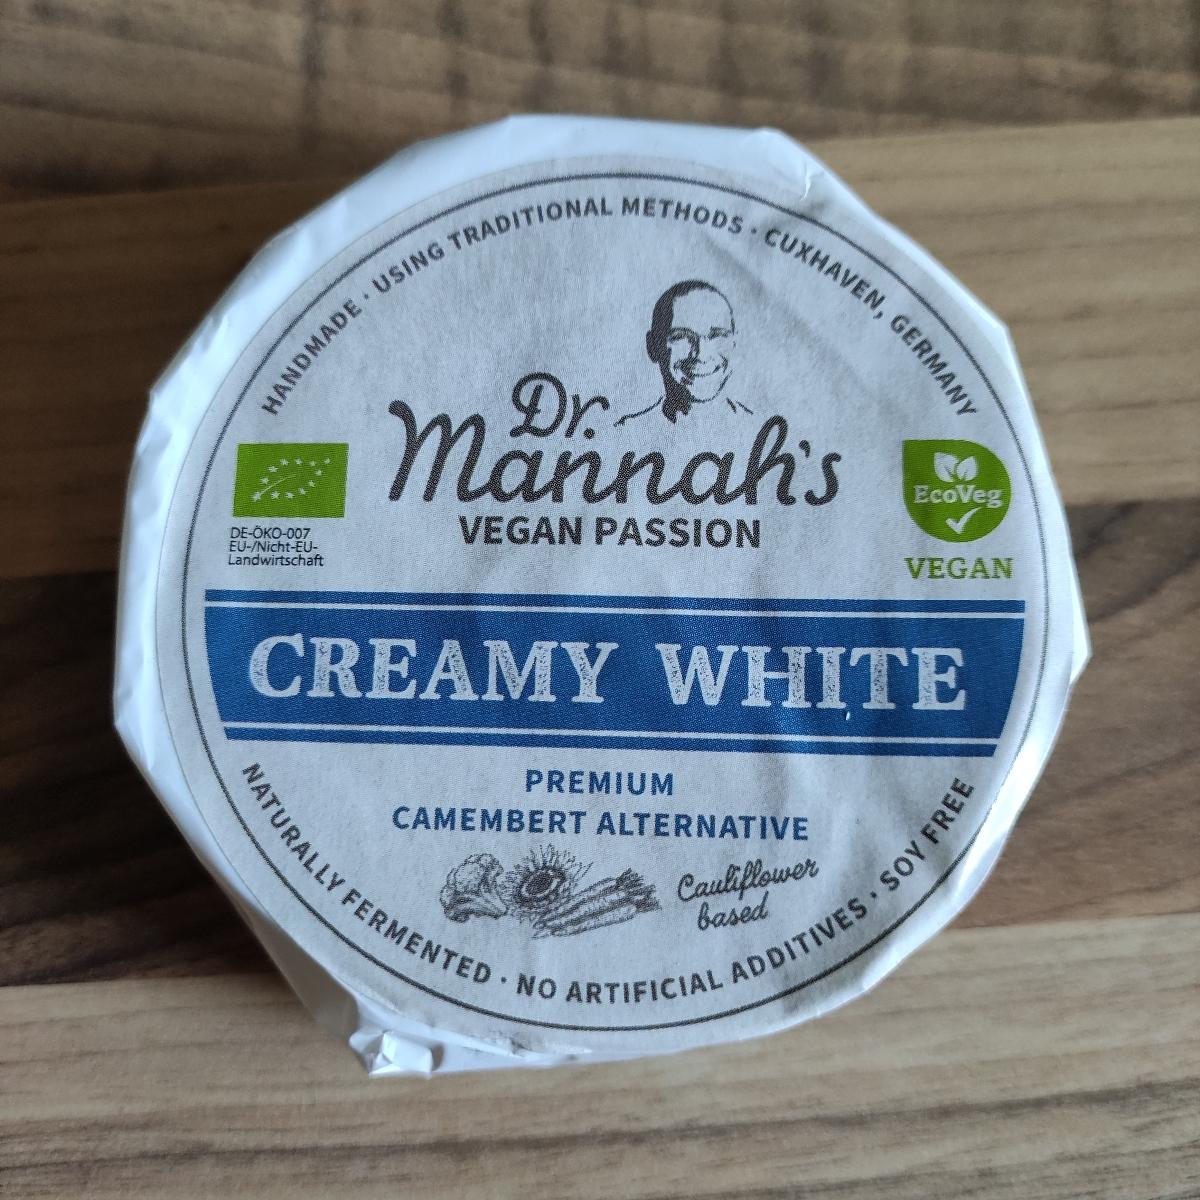 HANDMADE · USING TRADITIONAL METHODS · CUXHAVEN, GERMANY
Dr.
Mannah's
VEGAN PASSION
DE-ÖKO-007
EU-/Nicht-EU-
Landwirtschaft
EcoVeg
VEGAN
CREAMY WHITE
PREMIUM
CAMEMBERT ALTERNATIVE
Cauliflower
based
NATURALLY FERMENTED · NO ARTIFICIAL ADDITIVES · SOY FREE